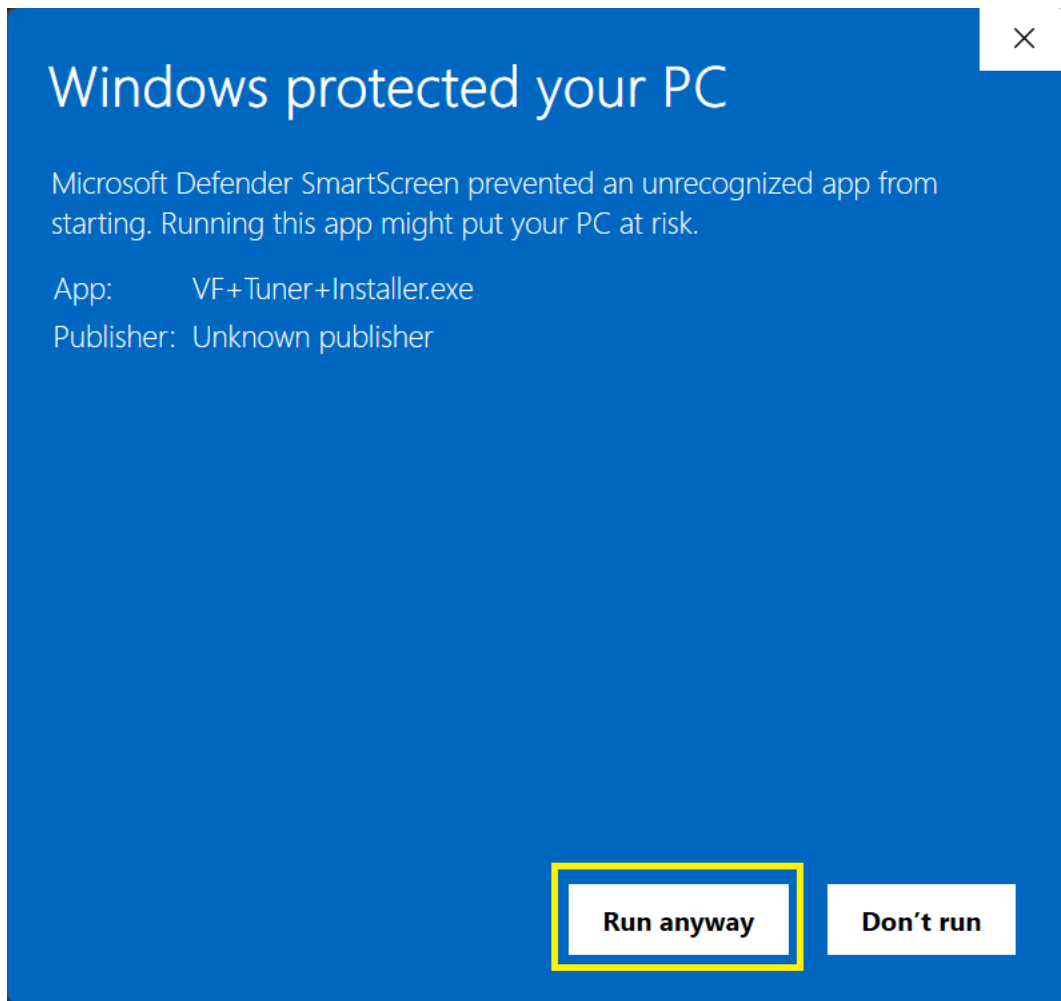 Windows protected your PC
Microsoft Defender SmartScreen prevented an unrecognized app from
starting. Running this app might put your PC at risk.
App: VF+Tuner+Installer.exe
Publisher: Unknown publisher
Run anyway Don’t run